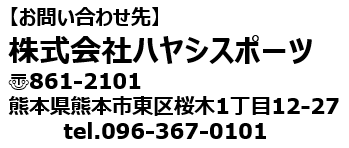 【お問い合わせ先】
株式会社ハヤシスポーツ
〠861-2101
熊本県熊本市東区桜木1丁目12-27
tel.096-367-0101